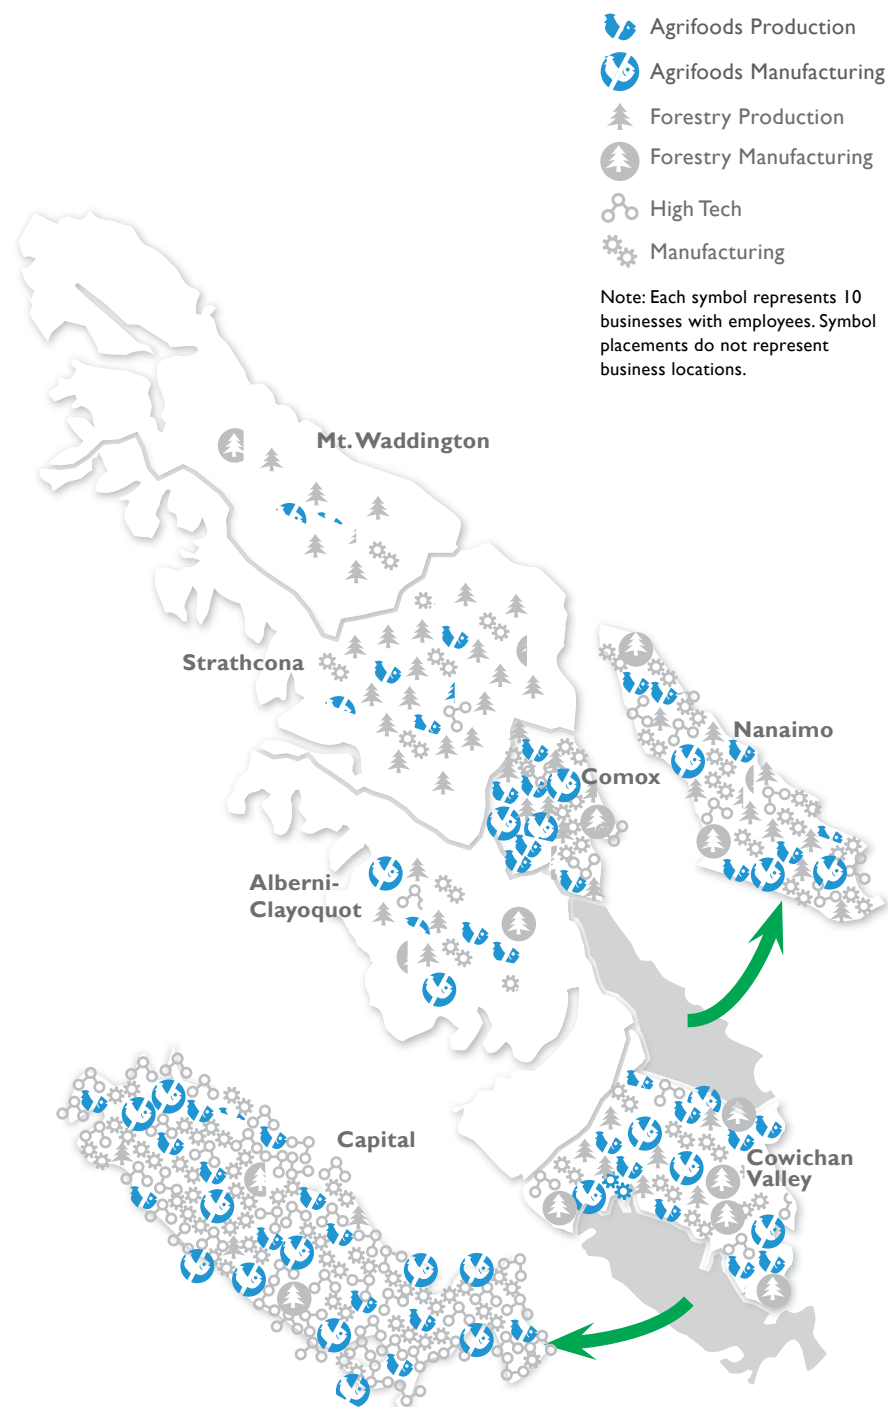 Agrifoods Production
Agrifoods Manufacturing
Forestry Production
Forestry Manufacturing
High Tech
Manufacturing
Note: Each symbol represents 10
businesses with employees. Symbol
placements do not represent
business locations.
Mt. Waddington
Strathcona
Nanaimo
Comox
Alberni-
Clayoquot
Capital
Cowichan
Valley